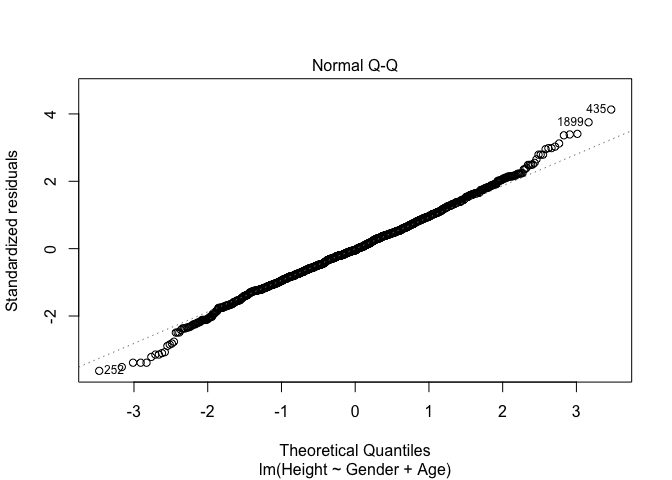 Normal Q-Q
Standardized residuals
4
2
0
-2
435
1899
252
-3 -2 -1 0 1 2 3
Theoretical Quantiles
lm(Height ~ Gender + Age)